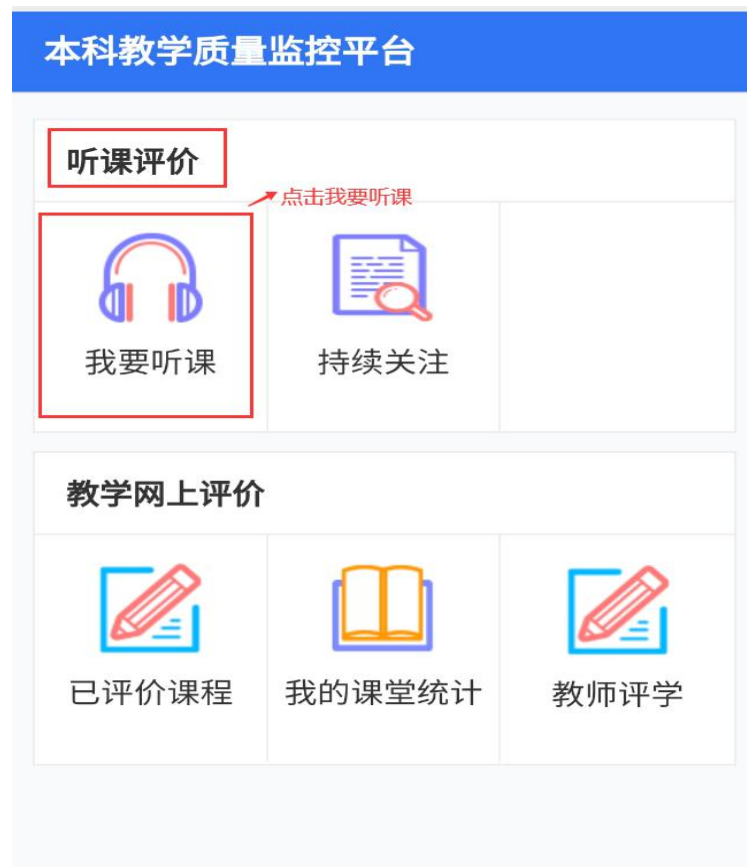 本科教学质量监控平台
听课评价
点击我要听课
我要听课
持续关注
教学网上评价
已评价课程
我的课堂统计
教师评学